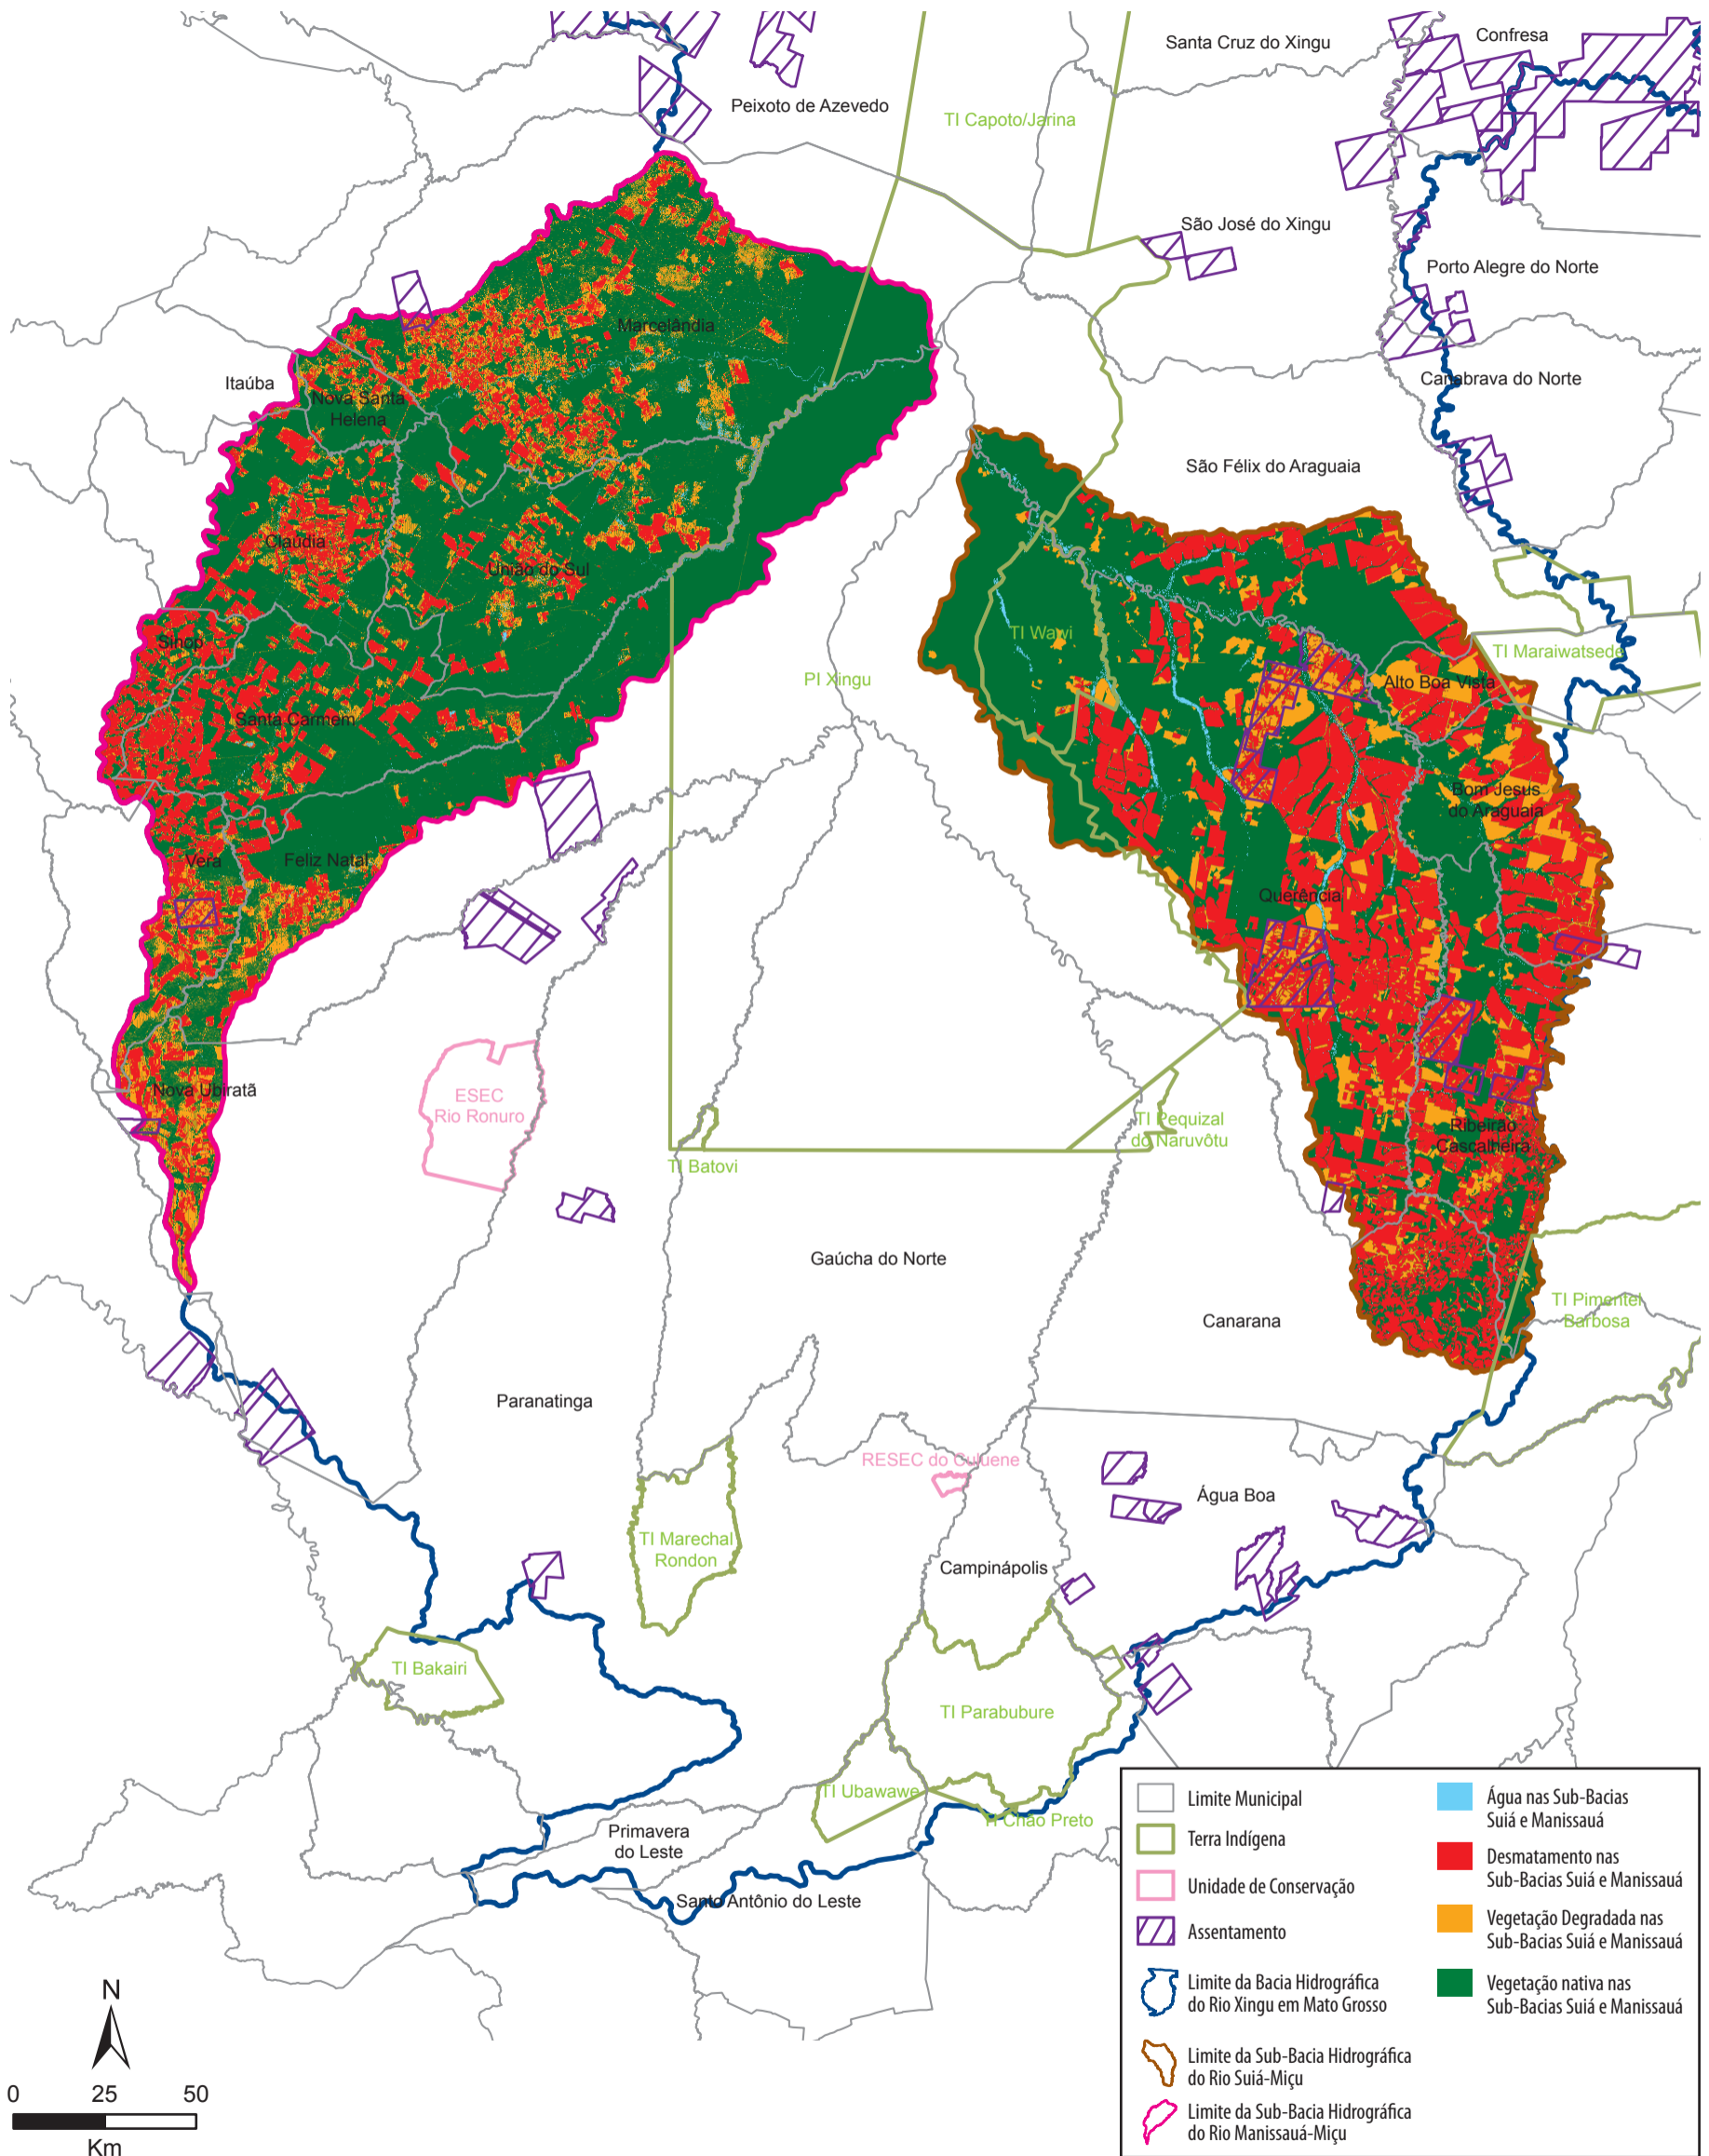 Santa Cruz do Xingu
Confresa
Peixoto de Azevedo
TI Capoto/Jarina
São José do Xingu
Porto Alegre do Norte
Marcelândia
Itaúba
Nova Santa
Helena
Canabrava do Norte
São Félix do Araguaia
Claúdia
União do Sul
Sinop
TI Wawi
TI Maraiwatsede
PI Xingu
Alto Boa Vista
Santa Carmem
Bom Jesus
do Araguaia
Vera
Feliz Natal
Querência
Nova Ubiratã
ESEC
Rio Ronuro
TI Pequizal
do Naruvôtu
Ribeirão
Cascalheira
TI Batovi
Gaúcha do Norte
TI Pimentel
Barbosa
Canarana
Paranatinga
RESEC do Culuene
Água Boa
TI Marechal
Rondon
Campinápolis
TI Bakairi
TI Parabubure
TI Ubawawe
TI Chão Preto
Primavera
do Leste
Santo Antônio do Leste
N
0 25 50
Km
Limite Municipal
Terra Indígena
Unidade de Conservação
Assentamento
Limite da Bacia Hidrográfica
do Rio Xingu em Mato Grosso
Limite da Sub-Bacia Hidrográfica
do Rio Suiá-Miçu
Limite da Sub-Bacia Hidrográfica
do Rio Manissauá-Miçu
Água nas Sub-Bacias
Suiá e Manissauá
Desmatamento nas
Sub-Bacias Suiá e Manissauá
Vegetação Degradada nas
Sub-Bacias Suiá e Manissauá
Vegetação nativa nas
Sub-Bacias Suiá e Manissauá